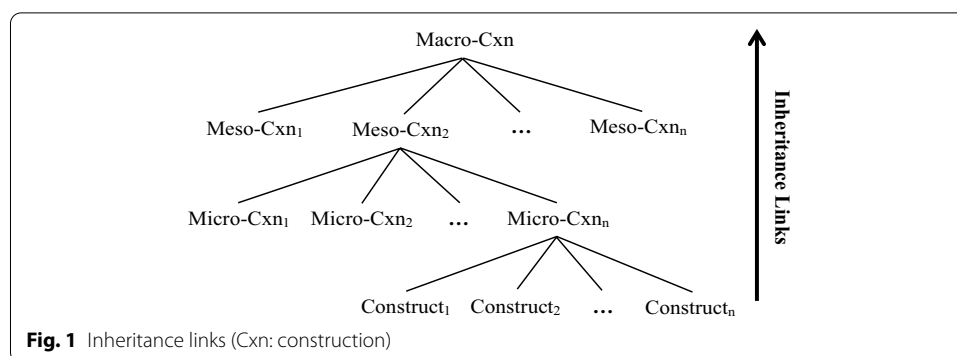 Macro-Cxn
Meso-Cxn₁ Meso-Cxn₂ ... Meso-Cxnₙ
Micro-Cxn₁ Micro-Cxn₂ ... Micro-Cxnₙ
Construct₁ Construct₂ ... Constructₙ
Inheritance Links
Fig. 1 Inheritance links (Cxn: construction)